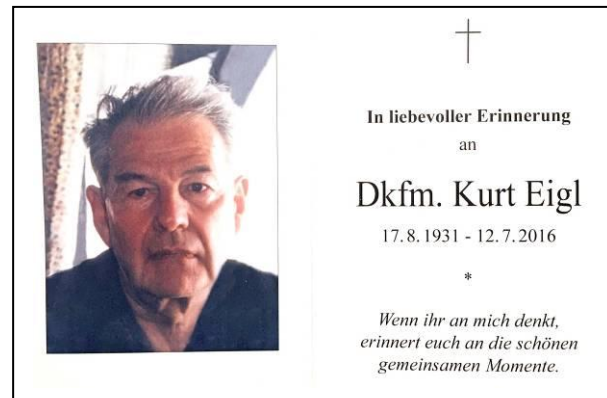 In liebevoller Erinnerung
an
Dkfm. Kurt Eigl
17. 8. 1931 - 12. 7. 2016
*
Wenn ihr an mich denkt,
erinnert euch an die schönen
gemeinsamen Momente.